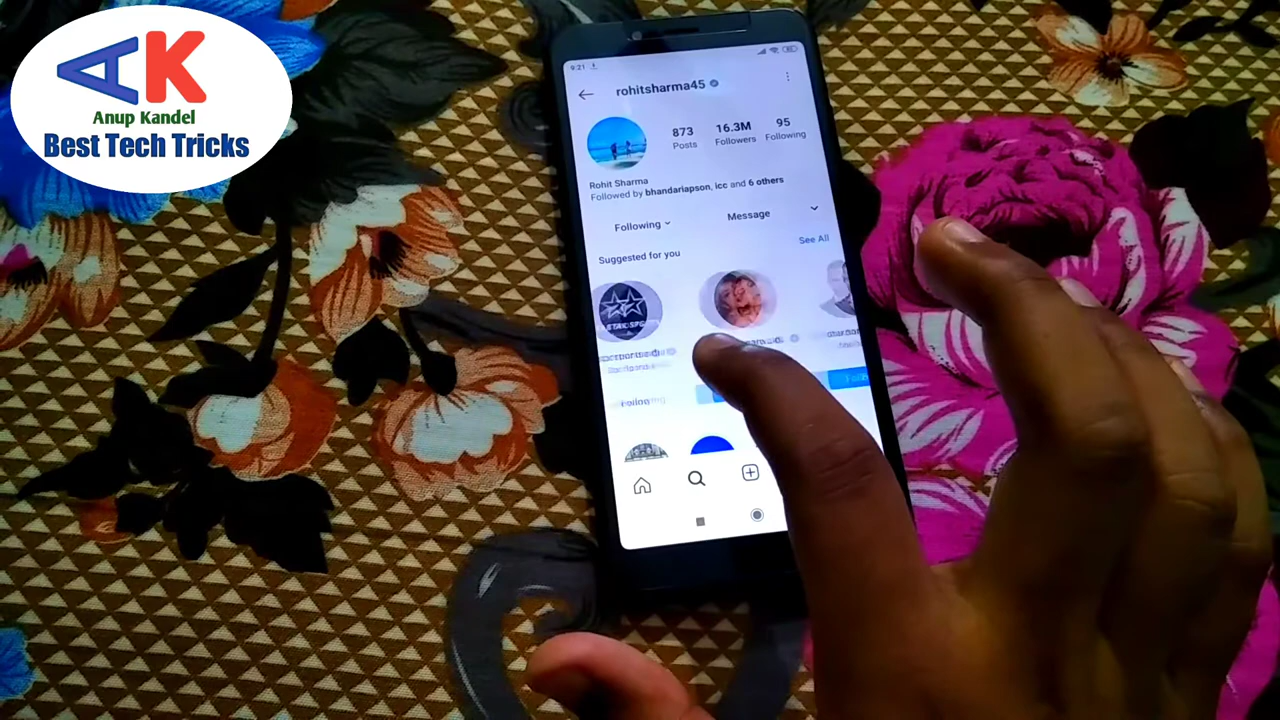 AK
Anup Kandel
Best Tech Tricks
9:21
rohitsharma45
873
Posts
16.3M
Followers
95
Following
Rohit Sharma
Followed by bhandariapson, icc and 6 others
Following
Message
Suggested for you
See All